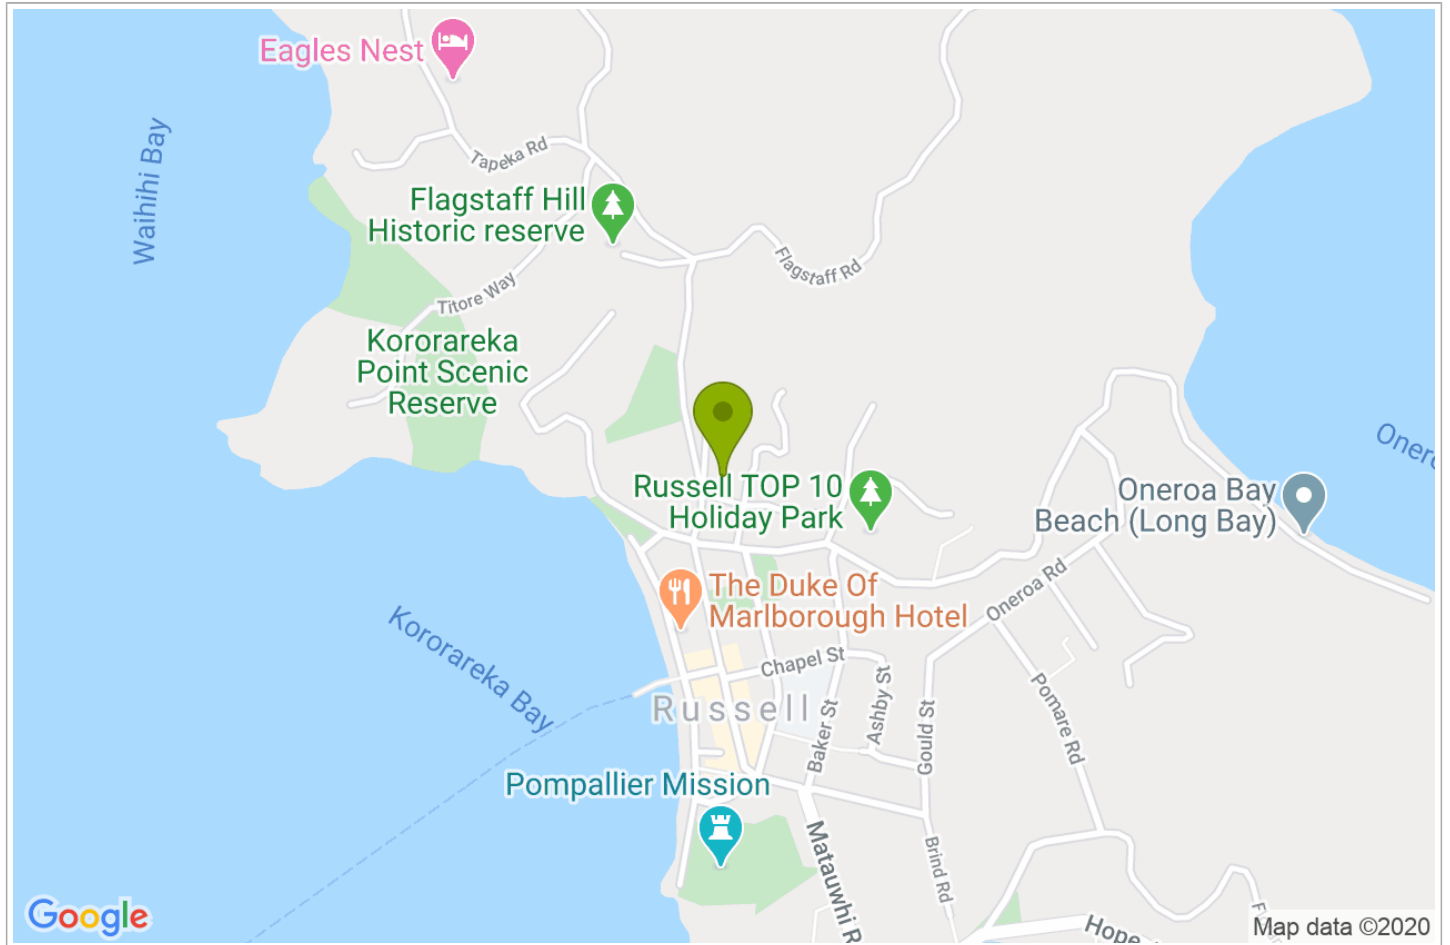 Eagles Nest
Waihihi Bay
Tapeka Rd
Flagstaff Hill
Historic reserve
Flagstaff Rd
Titore Way
Kororareka
Point Scenic
Reserve
Russell TOP 10
Holiday Park
Oneroa Bay
Beach (Long Bay)
The Duke Of
Marlborough Hotel
Oneroa Rd
Kororareka Bay
Chapel St
Russell
Ashby St
Baker St
Gould St
Pomare Rd
Pompallier Mission
Matauwhi R
Brind Rd
Hope
Google
Map data ©2020